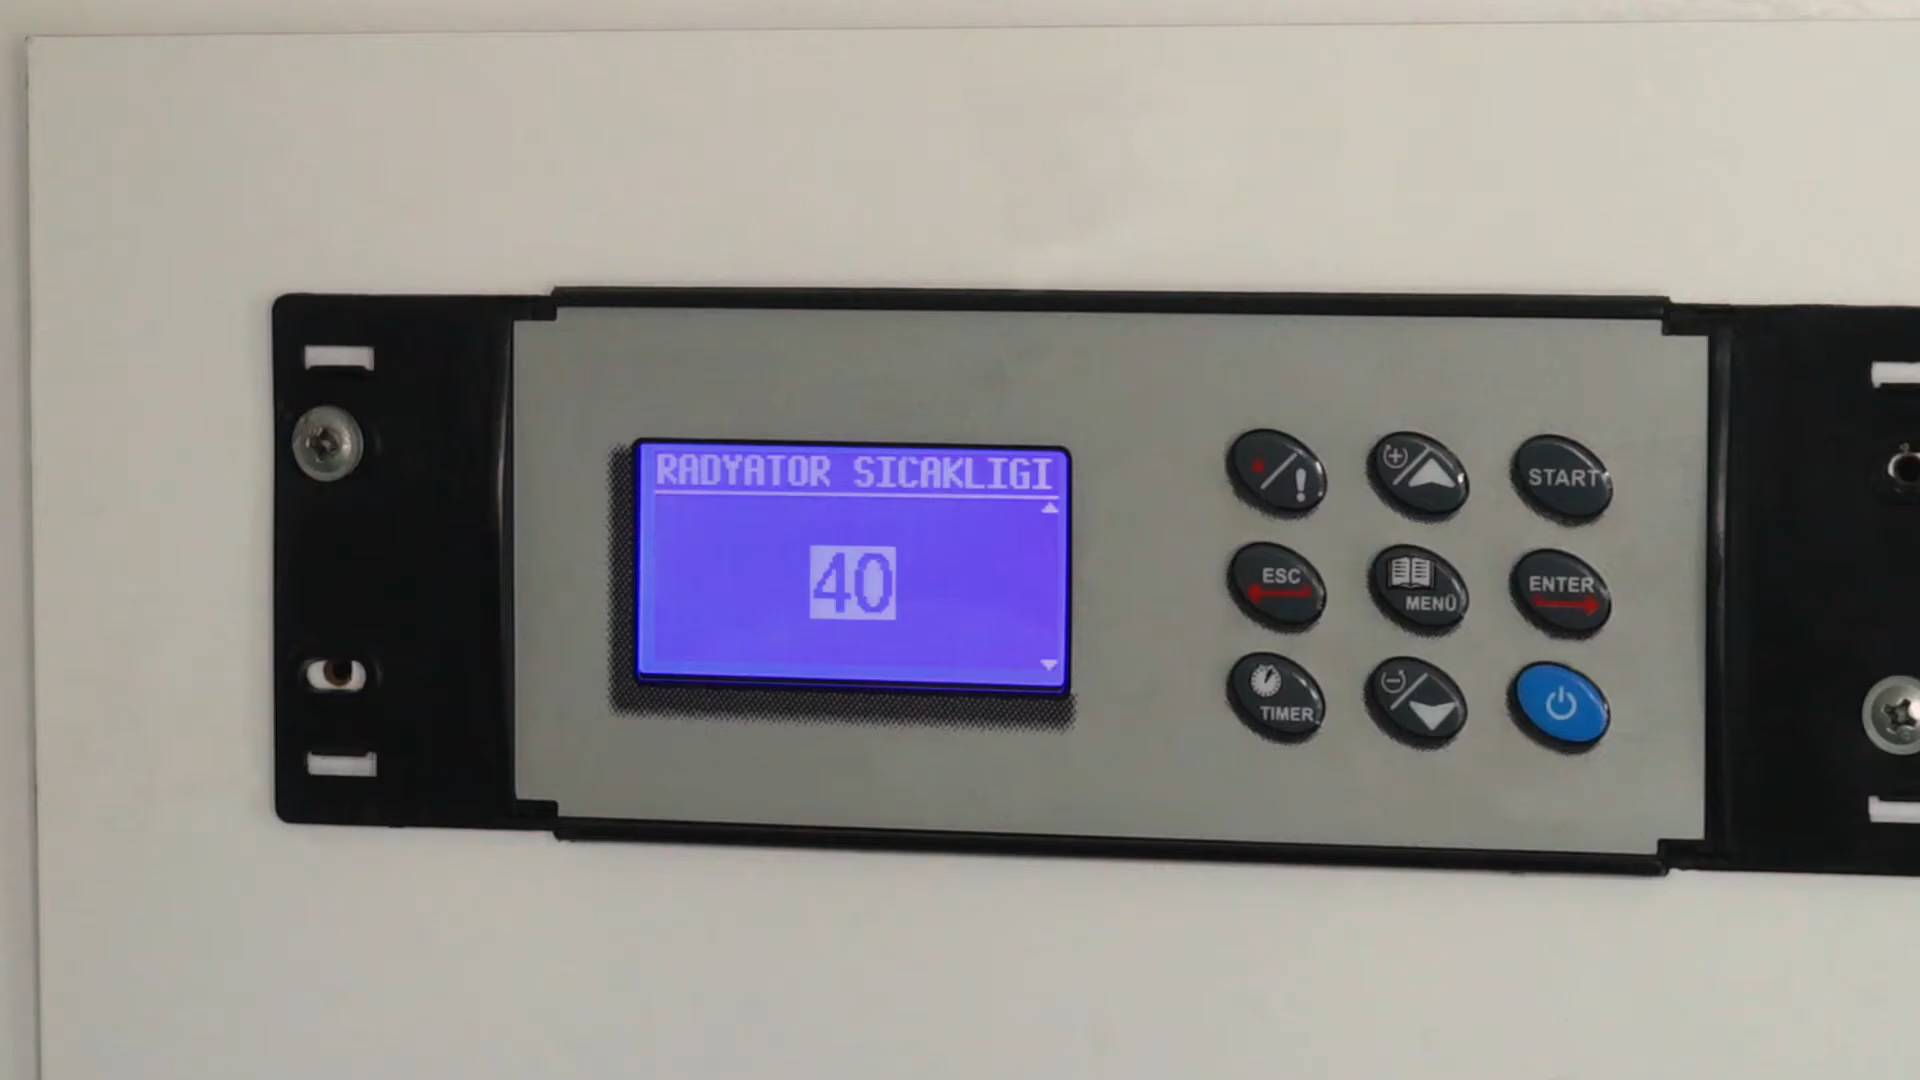 RADYATOR SICAKLIGI
40
START
ESC
MENÜ
ENTER
TIMER